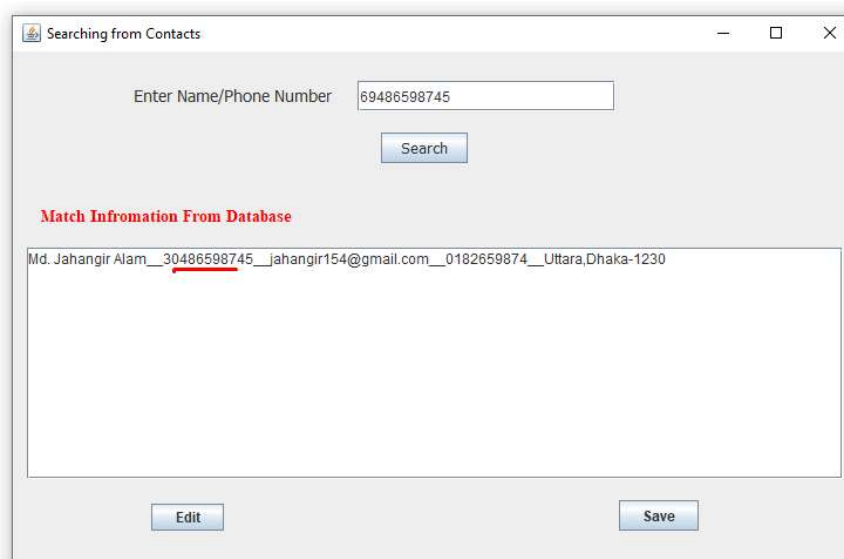 Searching from Contacts
Enter Name/Phone Number 69486598745
Search
Match Infromation From Database
Md. Jahangir Alam__30486598745__jahangir154@gmail.com__0182659874__Uttara,Dhaka-1230
Edit Save